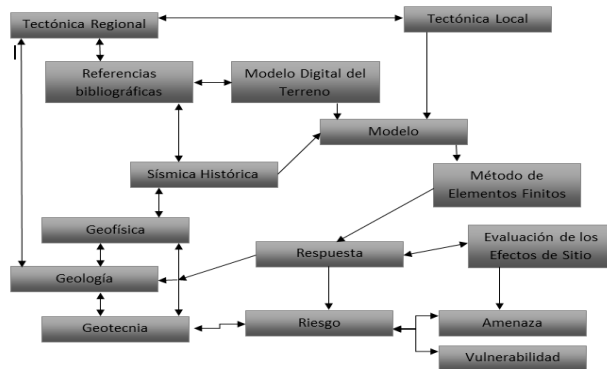 Tectónica Regional
Tectónica Local
Referencias
bibliográficas
Modelo Digital del
Terreno
Modelo
Sísmica Histórica
Método de
Elementos Finitos
Geofísica
Respuesta
Evaluación de los
Efectos de Sitio
Geología
Geotecnia
Riesgo
Amenaza
Vulnerabilidad